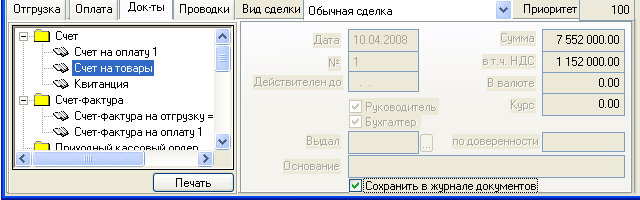 Отгрузка Оплата Док-ты Проводки Вид сделки Обычная сделка Приоритет 100
Счет
Счет на оплату 1
Счет на товары
Квитанция
Счет-фактура
Счет-фактура на отгрузку =
Счет-фактура на оплату 1
Приходный кассовый ордер
Печать
Дата 10.04.2008 Сумма 7 552 000.00
№ 1 в т.ч. НДС 1 152 000.00
Действителен до . . В валюте 0.00
Руководитель Курс 0.00
Бухгалтер
Выдал ... по доверенности
Основание
Сохранить в журнале документов